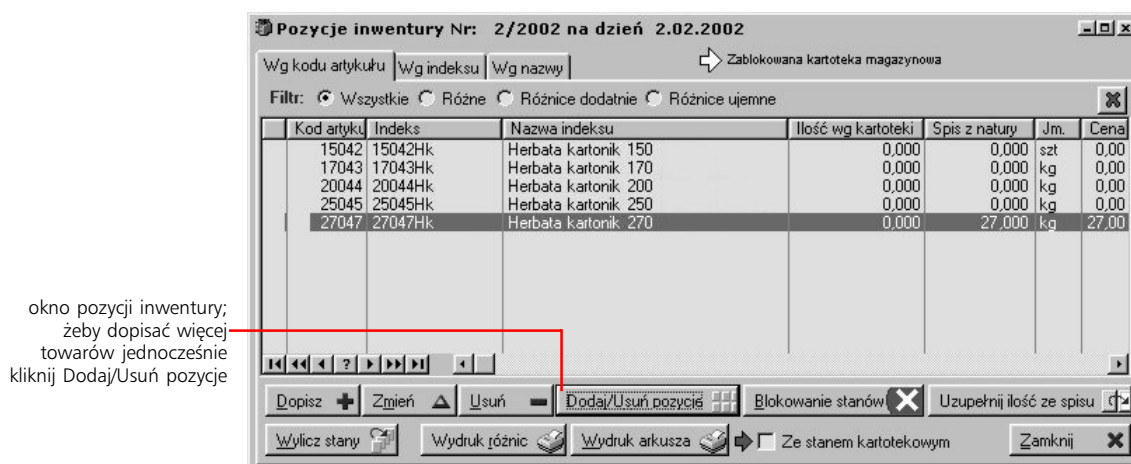 Pozycje inwentury Nr: 2/2002 na dzień 2.02.2002
Wg kodu artykułu Wg indeksu Wg nazwy Zablokowana kartoteka magazynowa
Filtr: Wszystkie Różne Różnice dodatnie Różnice ujemne
Kod artyku Indeks Nazwa indeksu Ilość wg kartoteki Spis z natury Jm. Cena
15042 15042Hk Herbata kartonik 150 0,000 0,000 szt 0,00
17043 17043Hk Herbata kartonik 170 0,000 0,000 kg 0,00
20044 20044Hk Herbata kartonik 200 0,000 0,000 kg 0,00
25045 25045Hk Herbata kartonik 250 0,000 0,000 kg 0,00
27047 27047Hk Herbata kartonik 270 0,000 27,000 kg 27,00
okno pozycji inwentury;
żeby dopisać więcej
towarów jednocześnie
kliknij Dodaj/Usuń pozycje
Dopisz Zmień Usuń Dodaj/Usuń pozycje Blokowanie stanów Uzupełnij ilość ze spisu
Wylicz stany Wydruk różnic Wydruk arkusza Ze stanem kartotekowym Zamknij